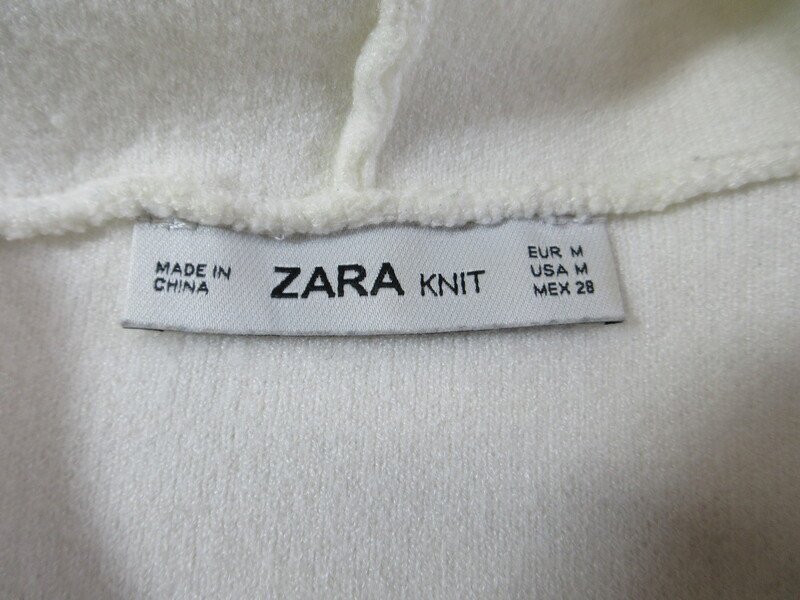 MADE IN
CHINA
ZARA KNIT
EUR M
USA M
MEX 28